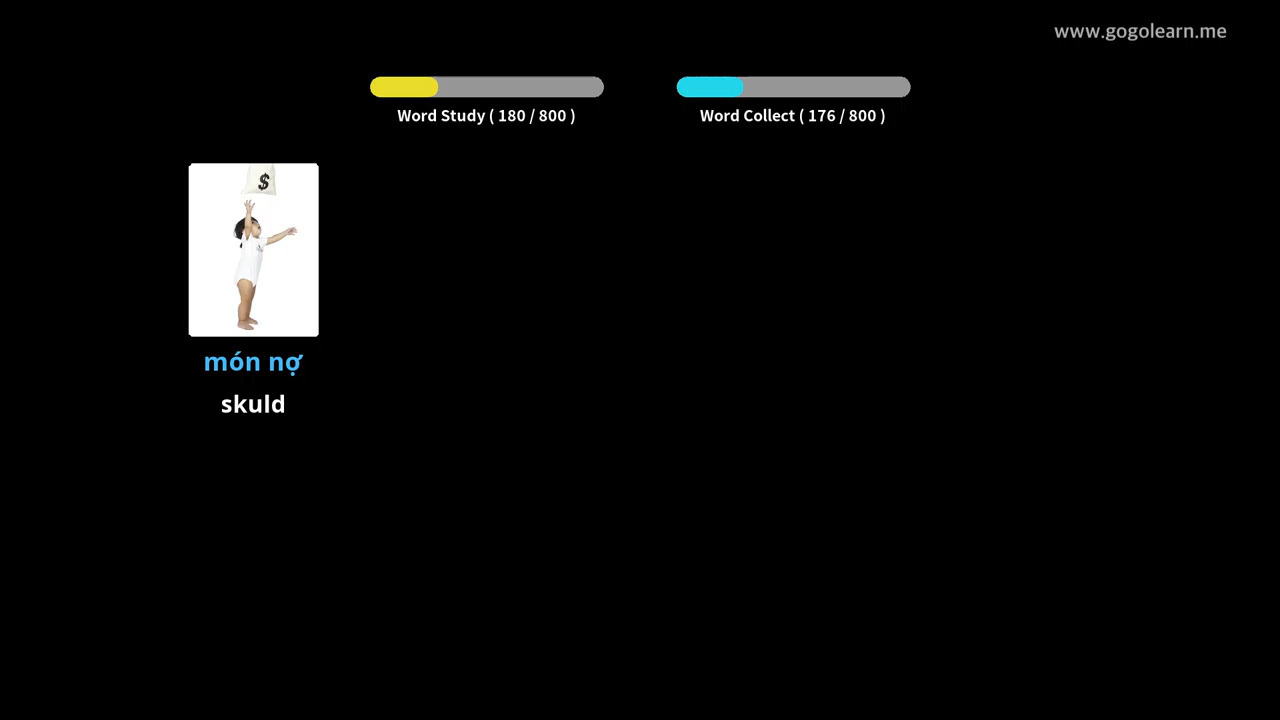 www.gogolearn.me
Word Study ( 180 / 800 )
Word Collect ( 176 / 800 )
$
món nợ
skuld